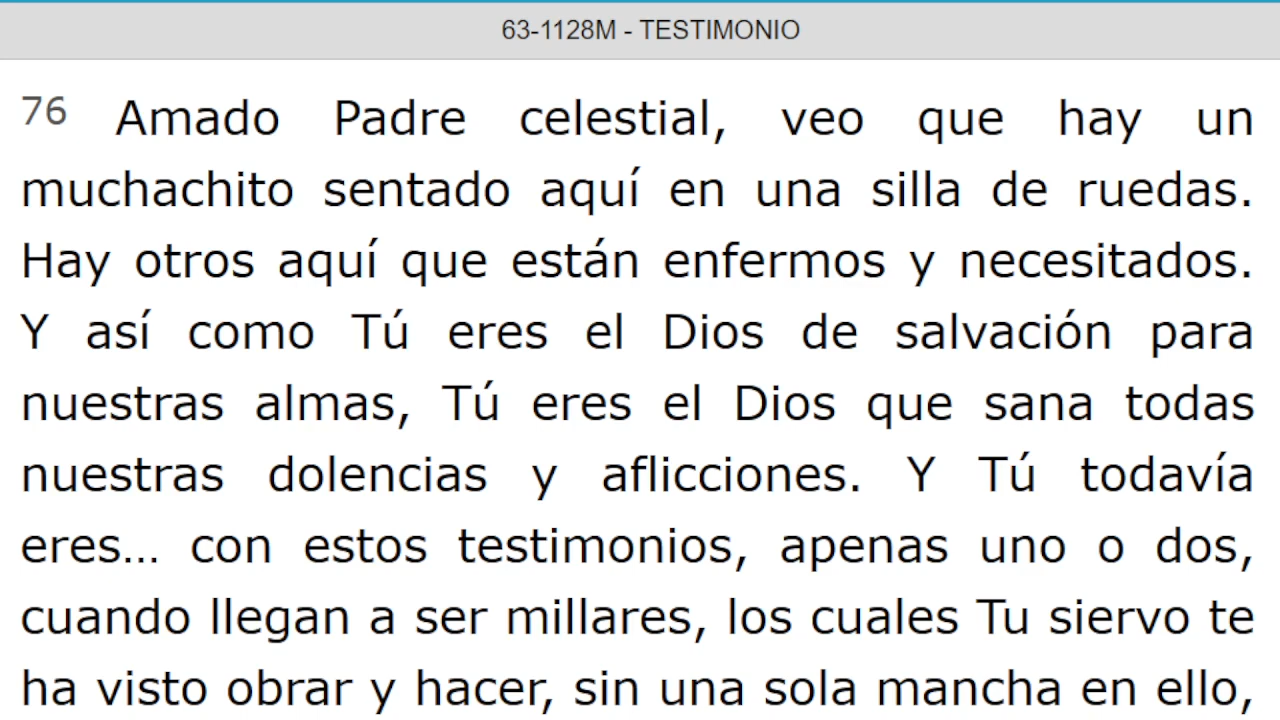 63-1128M - TESTIMONIO
76 Amado Padre celestial, veo que hay un
muchachito sentado aquí en una silla de ruedas.
Hay otros aquí que están enfermos y necesitados.
Y así como Tú eres el Dios de salvación para
nuestras almas, Tú eres el Dios que sana todas
nuestras dolencias y aflicciones. Y Tú todavía
eres… con estos testimonios, apenas uno o dos,
cuando llegan a ser millares, los cuales Tu siervo te
ha visto obrar y hacer, sin una sola mancha en ello,